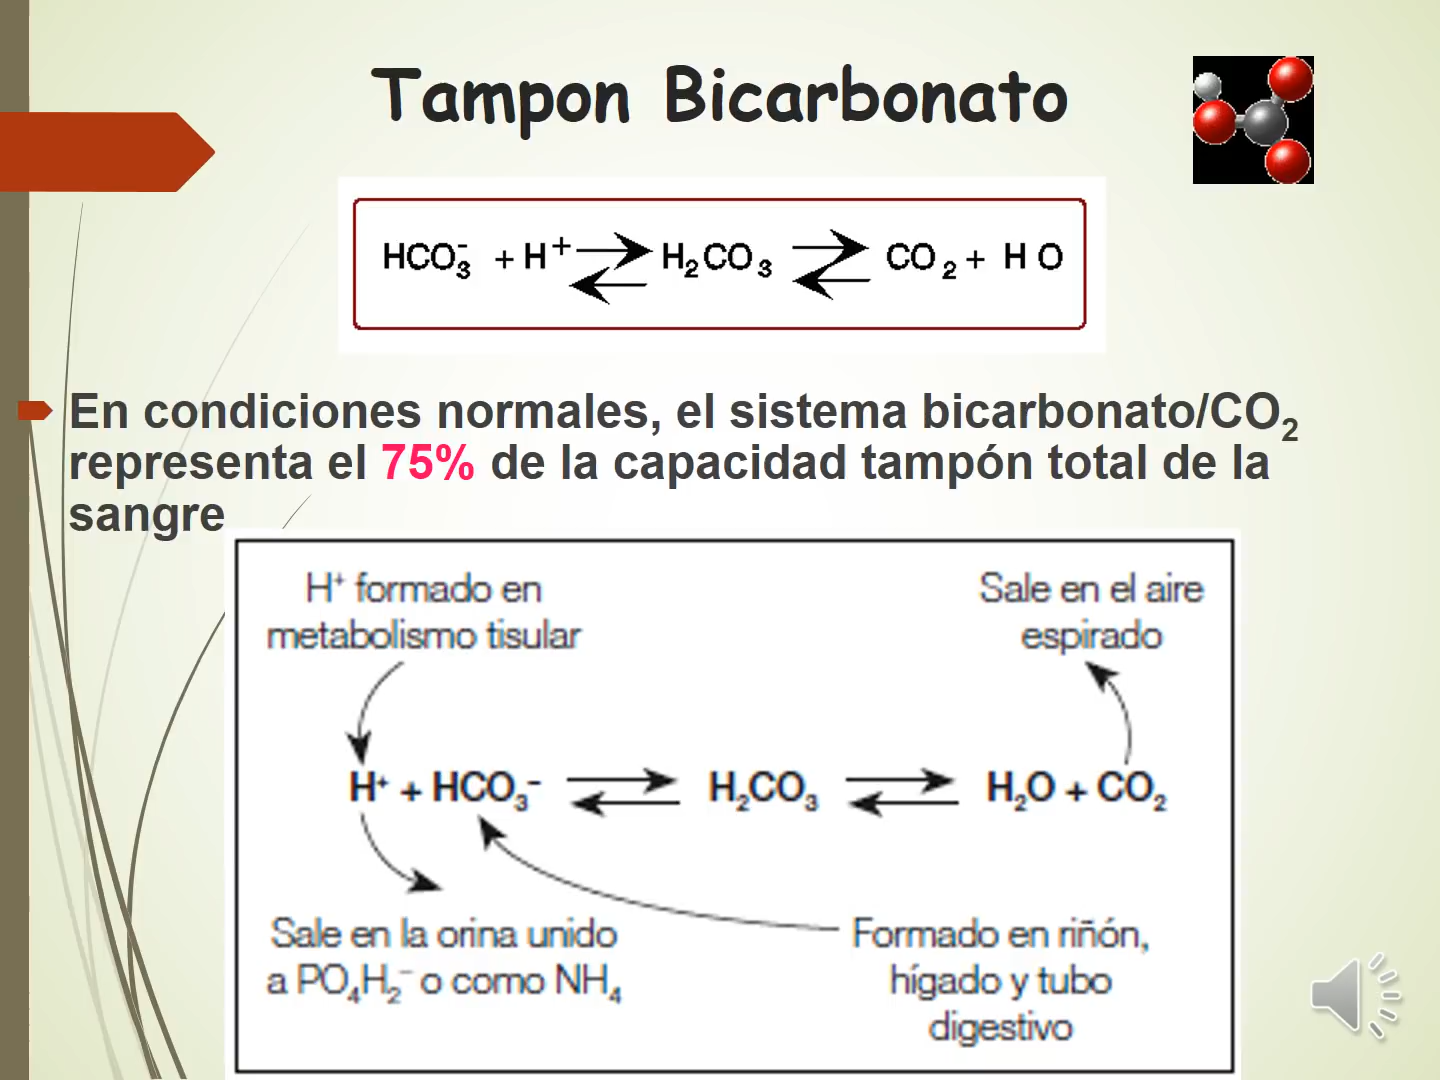 Tampon Bicarbonato
HCO₃⁻ + H⁺ ⇌ H₂CO₃ ⇌ CO₂ + H O
En condiciones normales, el sistema bicarbonato/CO₂
representa el 75% de la capacidad tampón total de la
sangre
H⁺ formado en
metabolismo tisular
Sale en el aire
espirado
H⁺ + HCO₃⁻ ⇌ H₂CO₃ ⇌ H₂O + CO₂
Sale en la orina unido
a PO₄H₂⁻ o como NH₄
Formado en riñón,
hígado y tubo
digestivo